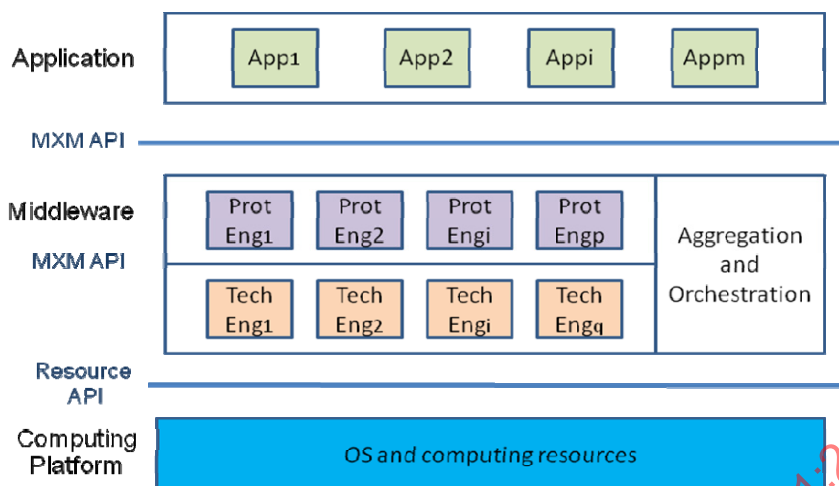 Application
App1 App2 Appi Appm
MXM API
Middleware
Prot Prot Prot Prot
Eng1 Eng2 Engi Engp
MXM API
Aggregation
and
Orchestration
Tech Tech Tech Tech
Eng1 Eng2 Engi Engq
Resource
API
Computing
Platform
OS and computing resources